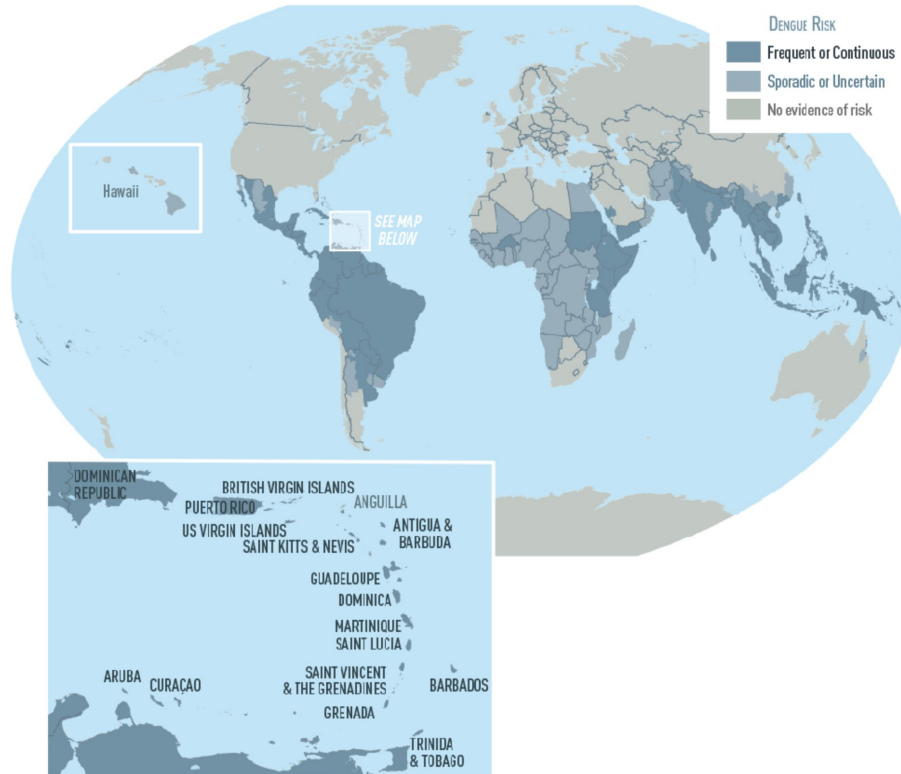 DENGUE RISK
Frequent or Continuous
Sporadic or Uncertain
No evidence of risk
Hawaii
SEE MAP
BELOW
DOMINICAN
REPUBLIC
BRITISH VIRGIN ISLANDS
PUERTO RICO
ANGUILLA
US VIRGIN ISLANDS
ANTIGUA &
BARBUDA
SAINT KITTS & NEVIS
GUADELOUPE
DOMINICA
MARTINIQUE
SAINT LUCIA
SAINT VINCENT
& THE GRENADINES
BARBADOS
ARUBA
CURAÇAO
GRENADA
TRINIDA
& TOBAGO